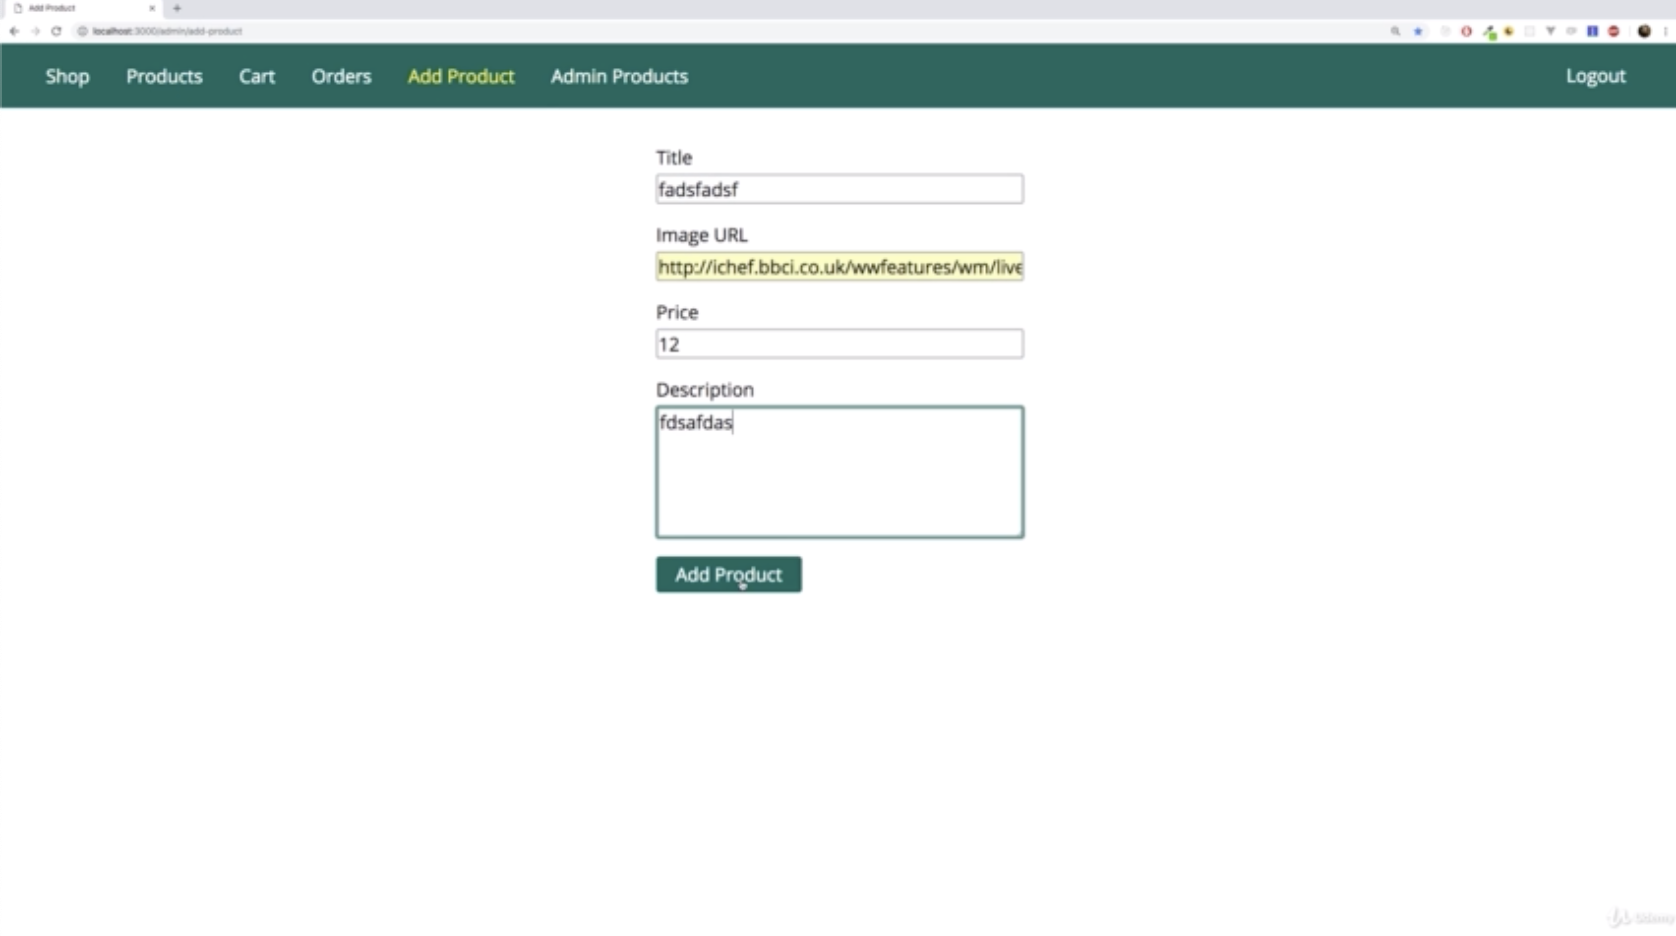 Add Product
localhost:3000/admin/add-product
Shop Products Cart Orders Add Product Admin Products Logout
Title
fadsfadsf
Image URL
http://ichef.bbci.co.uk/wwfeatures/wm/live
Price
12
Description
fdsafdas
Add Product
Udemy